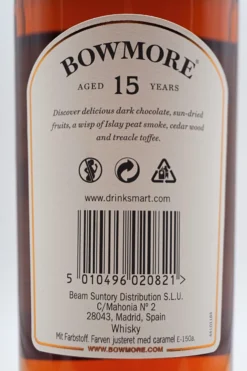 BOWMORE®
AGED 15 YEARS
Discover delicious dark chocolate, sun-dried
fruits, a wisp of Islay peat smoke, cedar wood
and treacle toffee.
www.drinksmart.com
5 010496 020821 >
Beam Suntory Distribution S.L.U.
C/Mahonia Nº 2
28043, Madrid, Spain
Whisky
Mit Farbstoff. Farven justeret med caramel E-150a
WWW.BOWMORE.COM